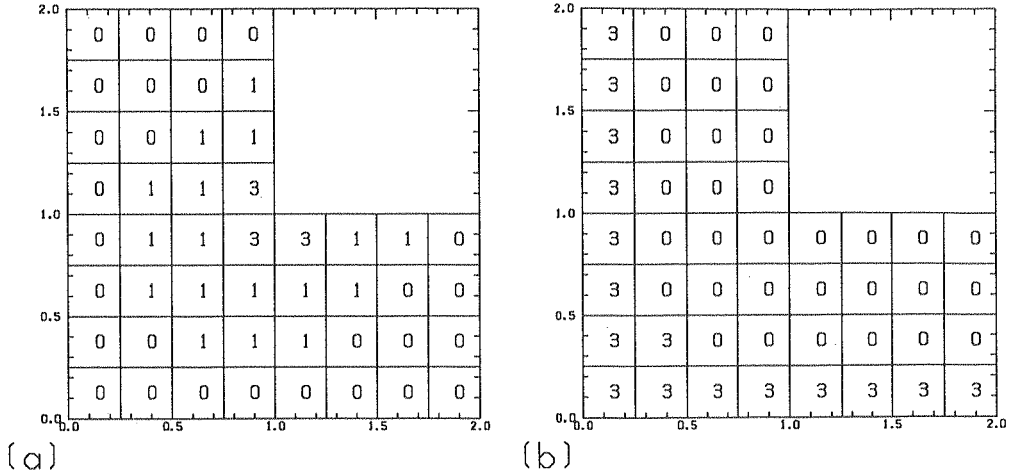 2.0 0 0 0 0
0 0 0 1
1.5
0 0 1 1
0 1 1 3
1.0
0 1 1 3 3 1 1 0
0 1 1 1 1 1 0 0
0.5
0 0 1 1 1 0 0 0
0 0 0 0 0 0 0 0
0.0
0.0 0.5 1.0 1.5 2.0
(a)
2.0
3 0 0 0
3 0 0 0
1.5
3 0 0 0
3 0 0 0
1.0
3 0 0 0 0 0 0 0
3 0 0 0 0 0 0 0
0.5
3 3 0 0 0 0 0 0
3 3 3 3 3 3 3 3
0.0
0.0 0.5 1.0 1.5 2.0
(b)